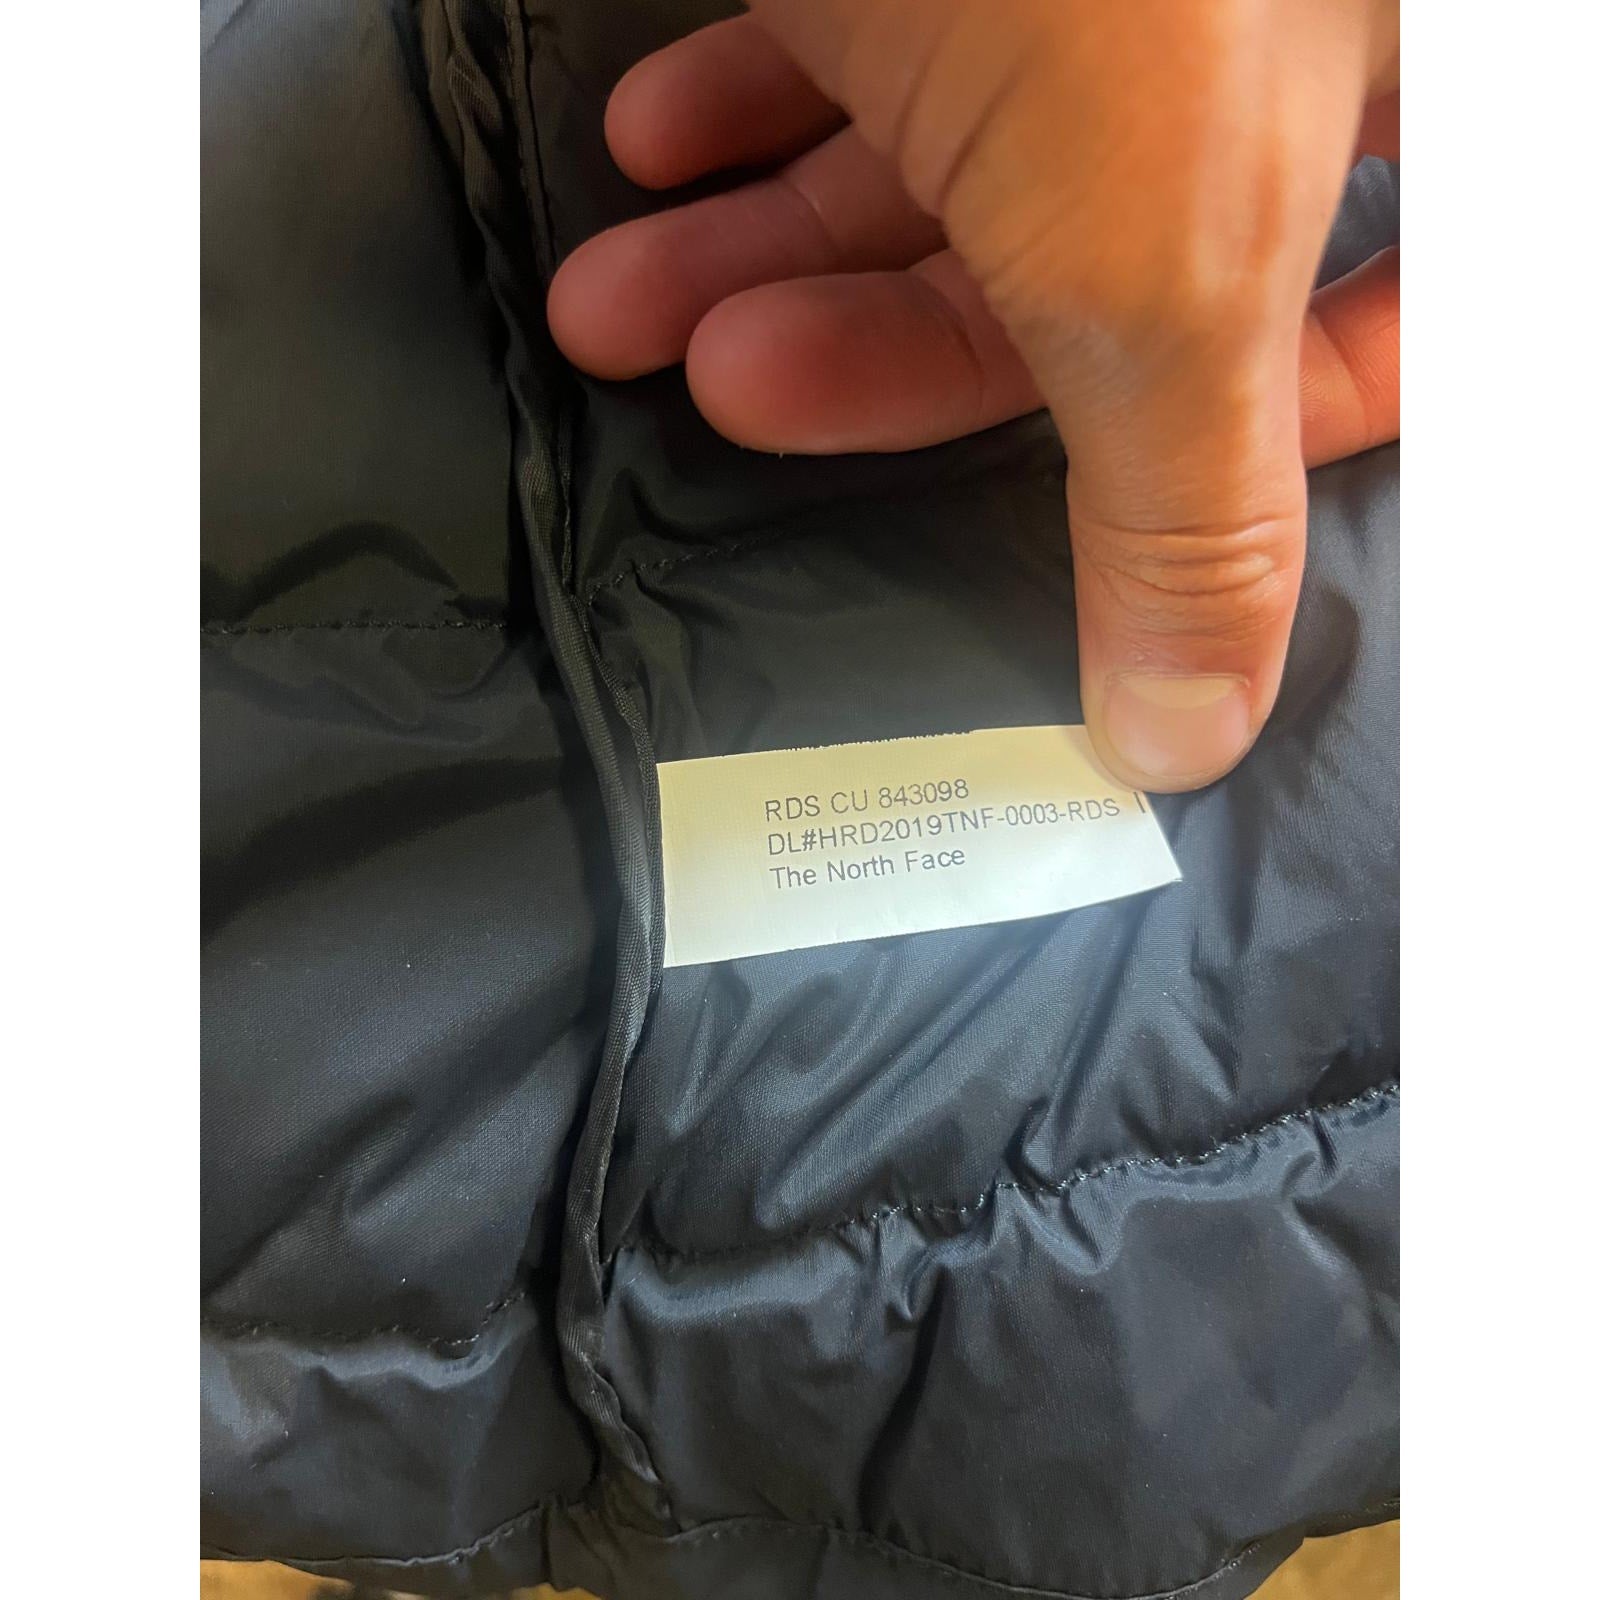 RDS CU 843098
DL#HRD2019TNF-0003-RDS
The North Face